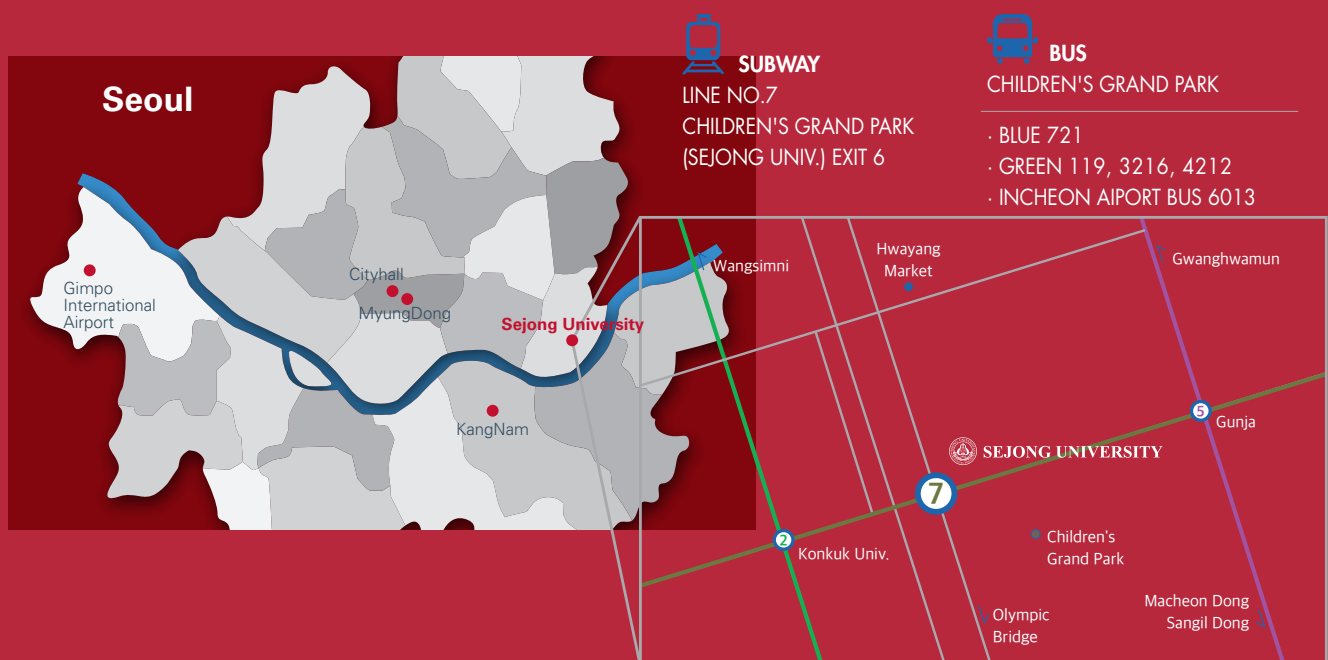 Seoul
SUBWAY
LINE NO.7
CHILDREN'S GRAND PARK
(SEJONG UNIV.) EXIT 6
BUS
CHILDREN'S GRAND PARK
· BLUE 721
· GREEN 119, 3216, 4212
· INCHEON AIPORT BUS 6013
Gimpo
International
Airport
Cityhall
MyungDong
Sejong University
KangNam
Wangsimni
Hwayang
Market
Gwanghwamun
5
Gunja
SEJONG UNIVERSITY
7
2
Konkuk Univ.
Children's
Grand Park
Olympic
Bridge
Macheon Dong
Sangil Dong